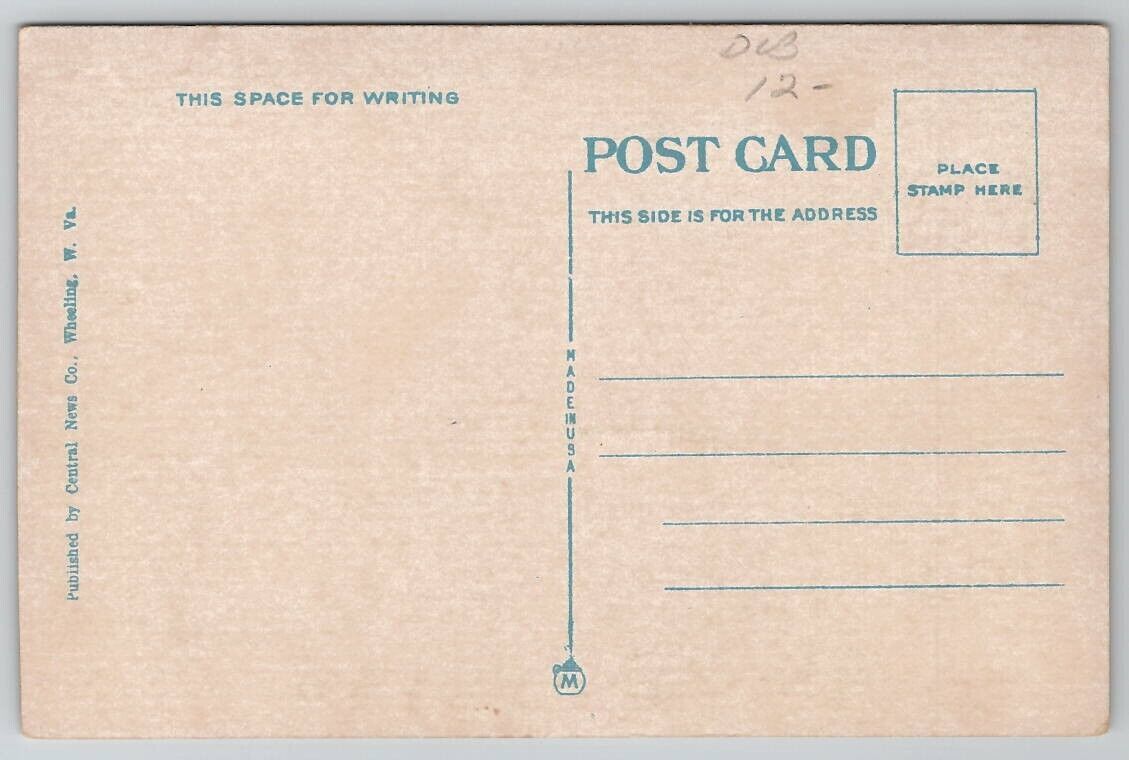 DCB
12-
THIS SPACE FOR WRITING
POST CARD
THIS SIDE IS FOR THE ADDRESS
PLACE
STAMP HERE
Published by Central News Co., Wheeling, W. Va.
MADE IN USA
M